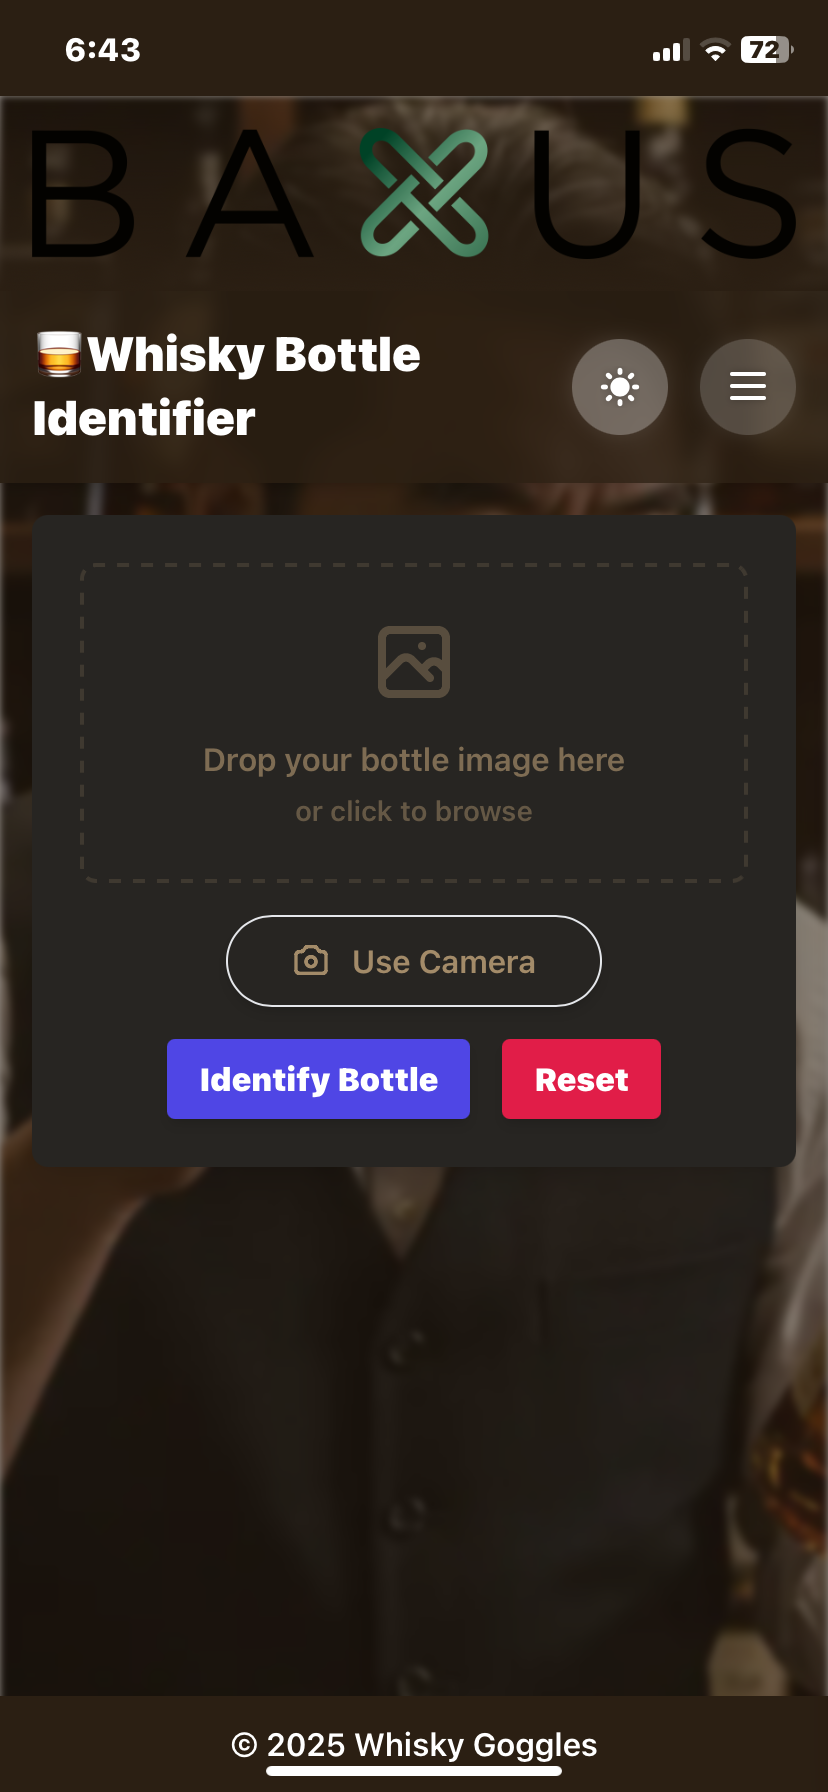 6:43
72
BAXUS
🥃Whisky Bottle
Identifier
Drop your bottle image here
or click to browse
Use Camera
Identify Bottle
Reset
© 2025 Whisky Goggles